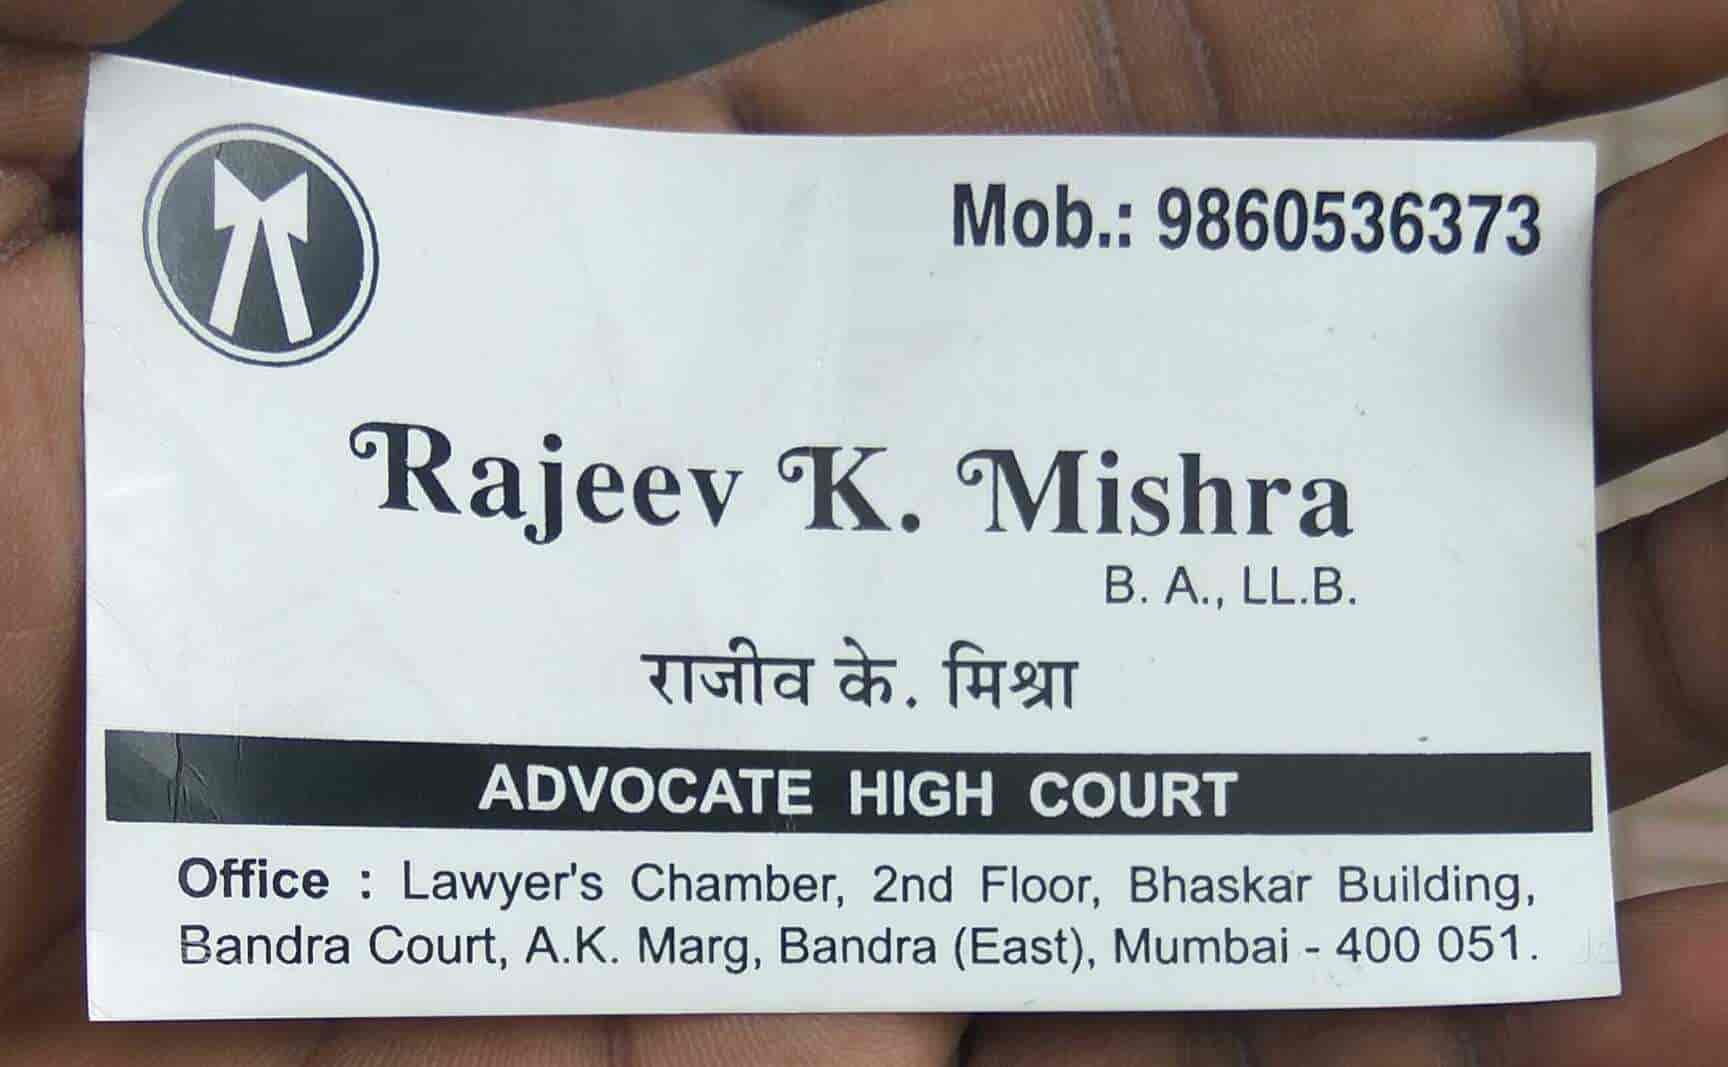 Mob.: 9860536373
Rajeev K. Mishra
B. A., LL.B.
राजीव के. मिश्रा
ADVOCATE HIGH COURT
Office : Lawyer's Chamber, 2nd Floor, Bhaskar Building,
Bandra Court, A.K. Marg, Bandra (East), Mumbai - 400 051.